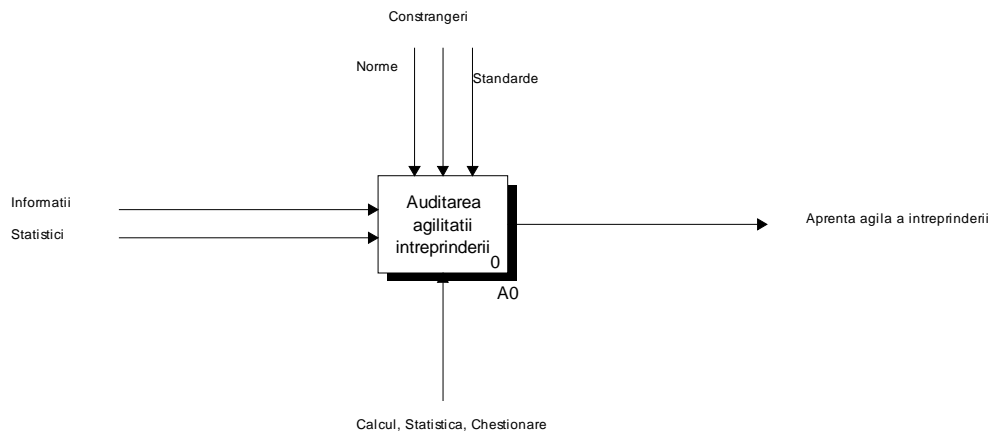 Constrangeri
Norme
Standarde
Informatii
Statistici
Auditarea
agilitatii
intreprinderii
0
A0
Aprenta agila a intreprinderii
Calcul, Statistica, Chestionare